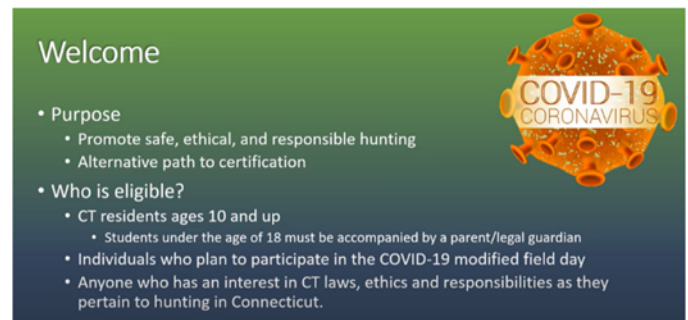 Welcome
COVID-19
CORONAVIRUS
• Purpose
• Promote safe, ethical, and responsible hunting
• Alternative path to certification
• Who is eligible?
• CT residents ages 10 and up
• Students under the age of 18 must be accompanied by a parent/legal guardian
• Individuals who plan to participate in the COVID-19 modified field day
• Anyone who has an interest in CT laws, ethics and responsibilities as they
pertain to hunting in Connecticut.